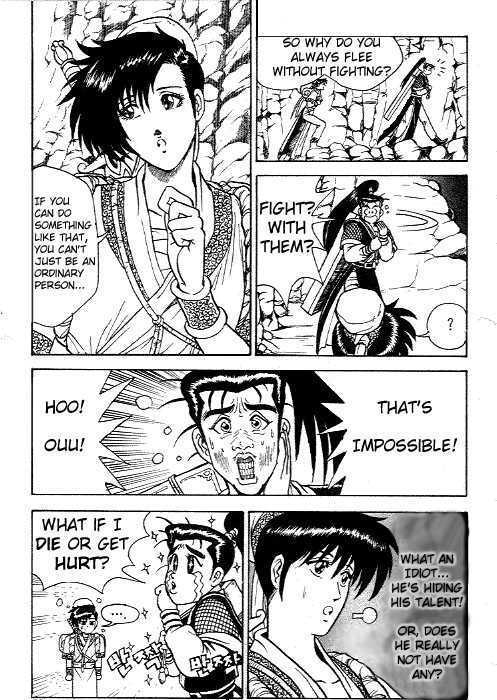 IF YOU
CAN DO
SOMETHING
LIKE THAT,
YOU CAN'T
JUST BE AN
ORDINARY
PERSON...
SO WHY DO YOU
ALWAYS FLEE
WITHOUT FIGHTING?
FIGHT?
WITH
THEM?
?
HOO!
OUU!
THAT'S
IMPOSSIBLE!
WHAT IF I
DIE OR GET
HURT?
...
WHAT AN
IDIOT...
HE'S HIDING
HIS TALENT!
OR, DOES
HE REALLY
NOT HAVE
ANY?